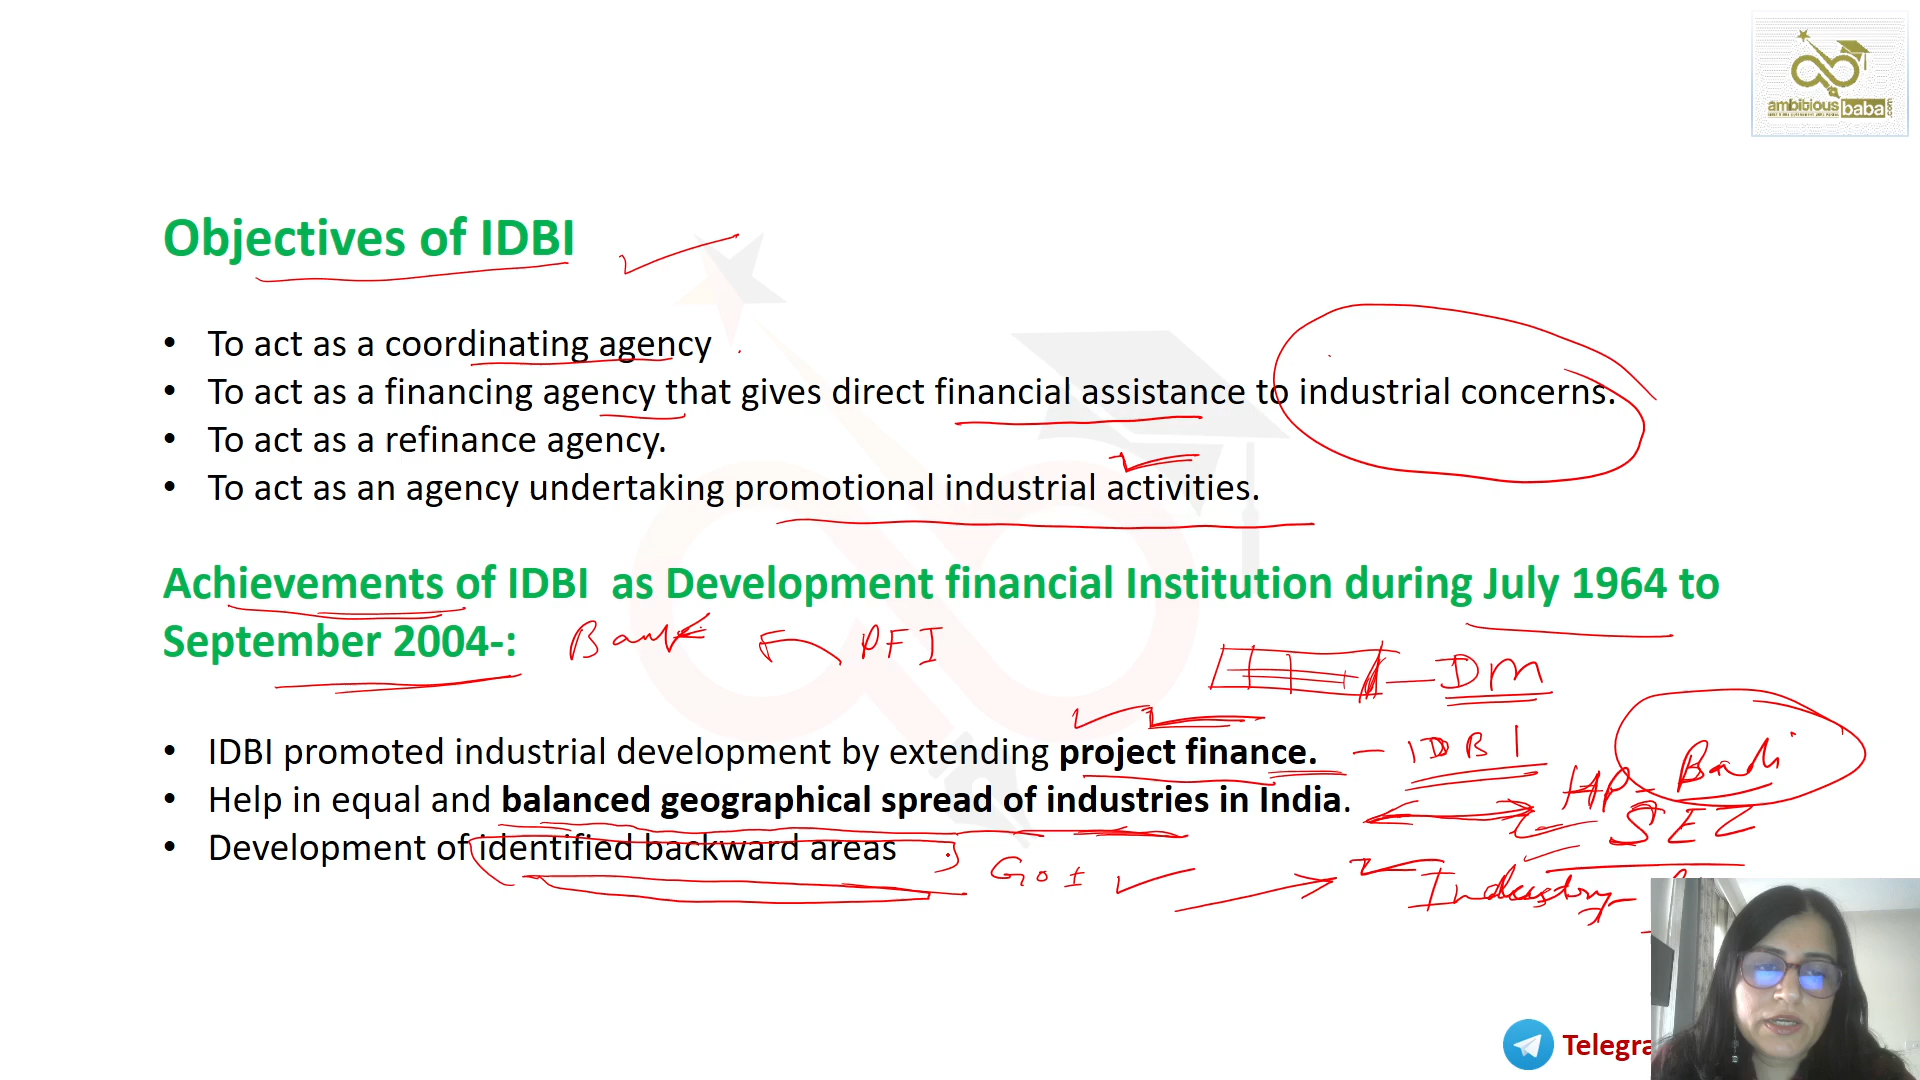 ambitious baba .com
Objectives of IDBI
• To act as a coordinating agency
• To act as a financing agency that gives direct financial assistance to industrial concerns.
• To act as a refinance agency.
• To act as an agency undertaking promotional industrial activities.
Achievements of IDBI as Development financial Institution during July 1964 to
September 2004-:
Bank DFI
DM
• IDBI promoted industrial development by extending project finance.
IDBI
HP- Badi
• Help in equal and balanced geographical spread of industries in India.
SEZ
• Development of identified backward areas
GoI
Industry
Telegra